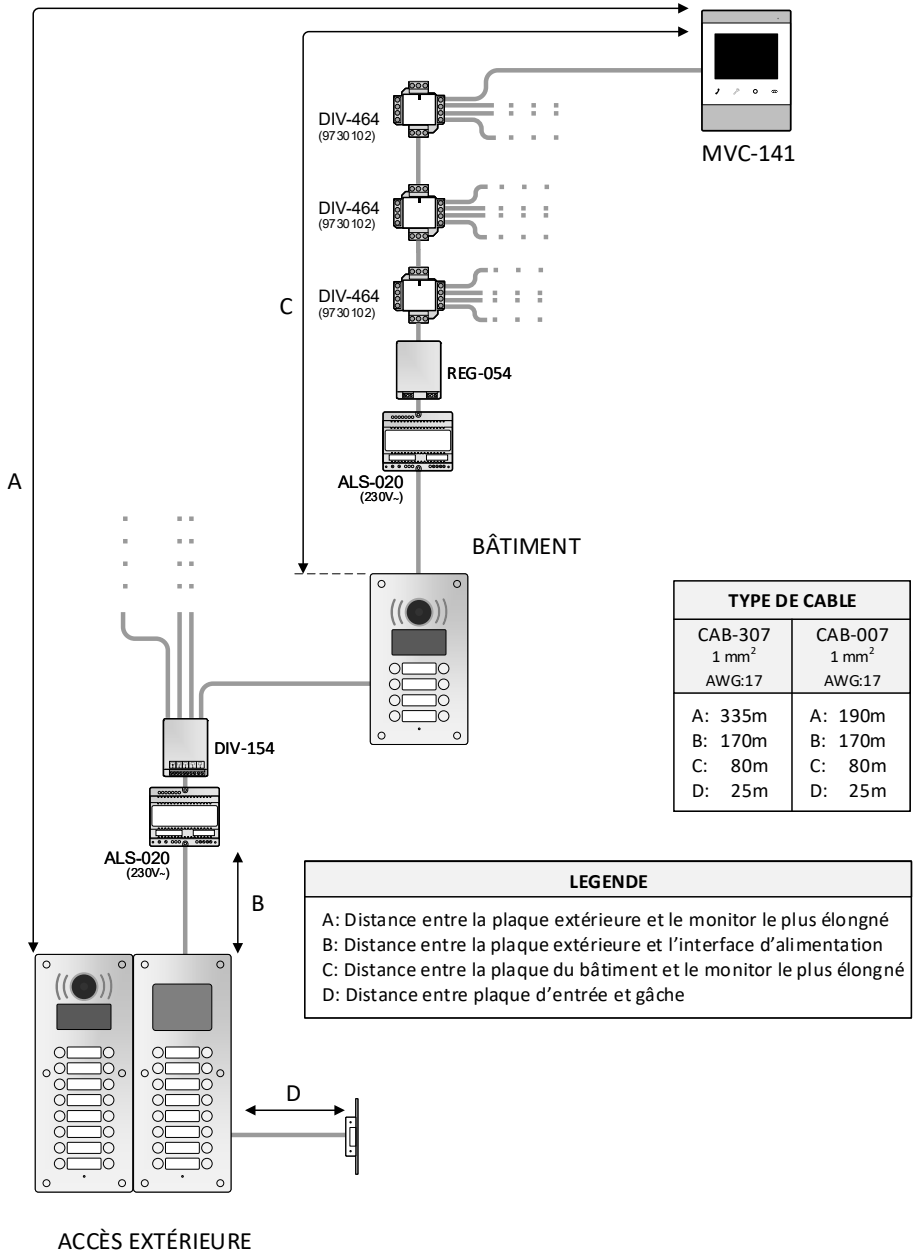 MVC-141
DIV-464
(9730102)
DIV-464
(9730102)
DIV-464
(9730102)
C
REG-054
ALS-020
(230V~)
A
BÂTIMENT
DIV-154
ALS-020
(230V~)
B
TYPE DE CABLE
CAB-307
1 mm²
AWG:17
A: 335m
B: 170m
C: 80m
D: 25m
CAB-007
1 mm²
AWG:17
A: 190m
B: 170m
C: 80m
D: 25m
LEGENDE
A: Distance entre la plaque extérieure et le monitor le plus élongné
B: Distance entre la plaque extérieure et l'interface d'alimentation
C: Distance entre la plaque du bâtiment et le monitor le plus élongné
D: Distance entre plaque d'entrée et gâche
D
ACCÈS EXTÉRIEURE